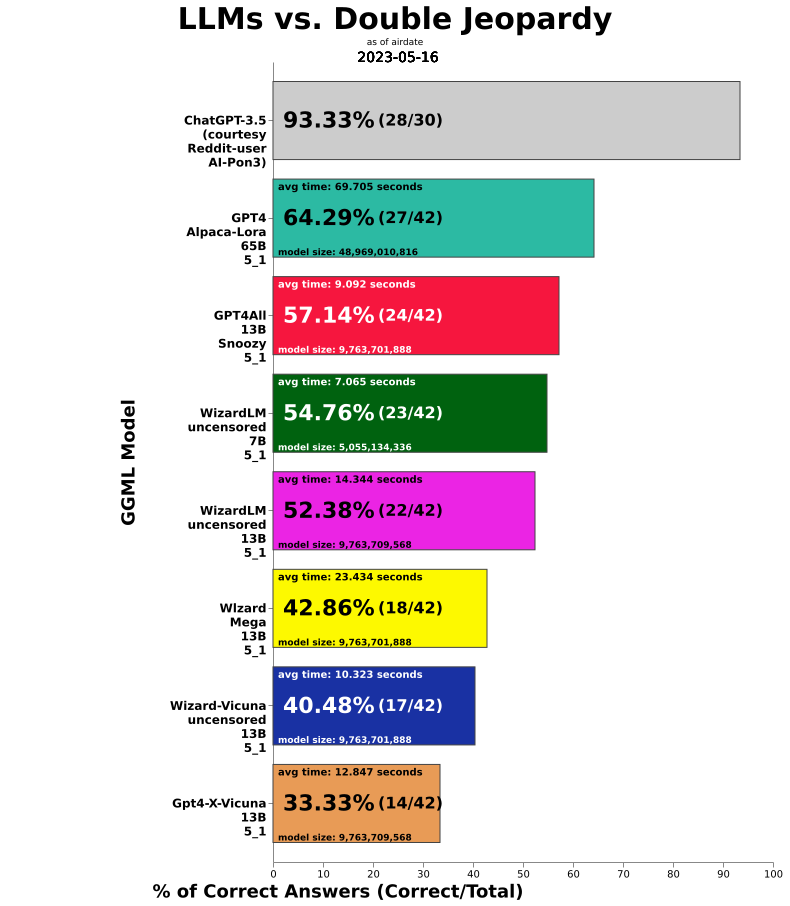 LLMs vs. Double Jeopardy
as of airdate
2023-05-16
ChatGPT-3.5
(courtesy
Reddit-user
AI-Pon3)
93.33% (28/30)
GPT4
Alpaca-Lora
65B
5_1
avg time: 69.705 seconds
64.29% (27/42)
model size: 48,969,010,816
GPT4All
13B
Snoozy
5_1
avg time: 9.092 seconds
57.14% (24/42)
model size: 9,763,701,888
WizardLM
uncensored
7B
5_1
avg time: 7.065 seconds
54.76% (23/42)
model size: 5,055,134,336
WizardLM
uncensored
13B
5_1
avg time: 14.344 seconds
52.38% (22/42)
model size: 9,763,709,568
WIzard
Mega
13B
5_1
avg time: 23.434 seconds
42.86% (18/42)
model size: 9,763,701,888
Wizard-Vicuna
uncensored
13B
5_1
avg time: 10.323 seconds
40.48% (17/42)
model size: 9,763,701,888
Gpt4-X-Vicuna
13B
5_1
avg time: 12.847 seconds
33.33% (14/42)
model size: 9,763,709,568
GGML Model
0 10 20 30 40 50 60 70 80 90 100
% of Correct Answers (Correct/Total)